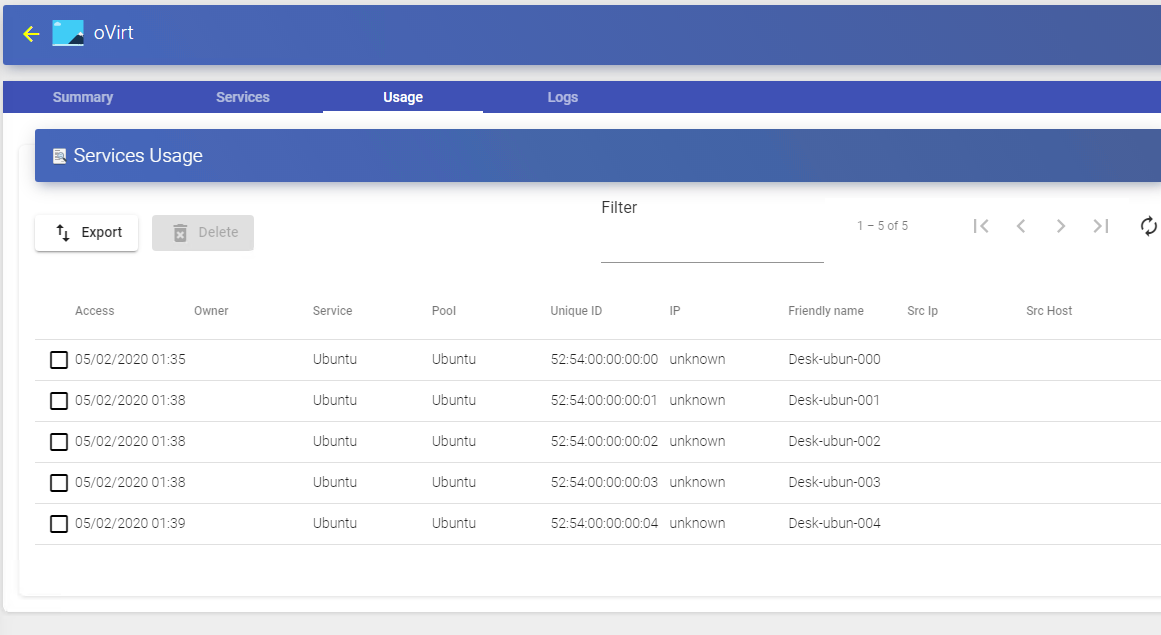 oVirt
Summary Services Usage Logs
Services Usage
Export Delete Filter 1 – 5 of 5
Access Owner Service Pool Unique ID IP Friendly name Src Ip Src Host
05/02/2020 01:35 Ubuntu Ubuntu 52:54:00:00:00:00 unknown Desk-ubun-000
05/02/2020 01:38 Ubuntu Ubuntu 52:54:00:00:00:01 unknown Desk-ubun-001
05/02/2020 01:38 Ubuntu Ubuntu 52:54:00:00:00:02 unknown Desk-ubun-002
05/02/2020 01:38 Ubuntu Ubuntu 52:54:00:00:00:03 unknown Desk-ubun-003
05/02/2020 01:39 Ubuntu Ubuntu 52:54:00:00:00:04 unknown Desk-ubun-004